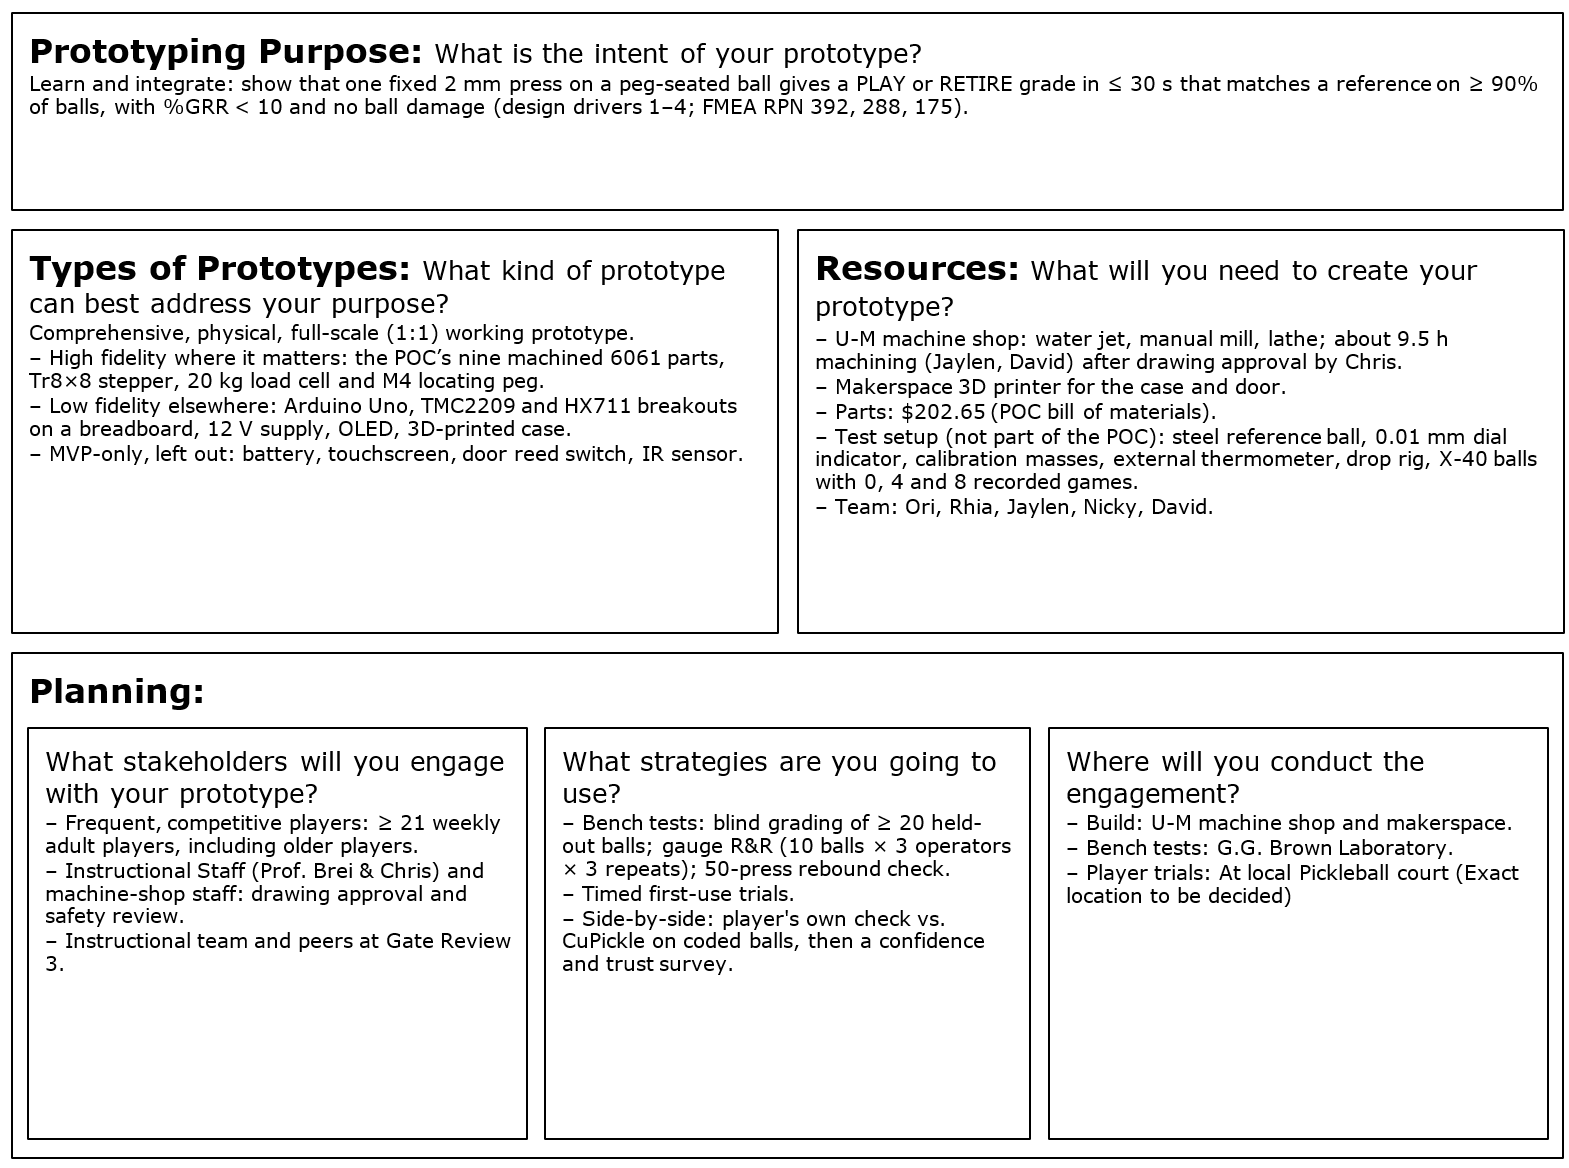 Prototyping Purpose: What is the intent of your prototype?
Learn and integrate: show that one fixed 2 mm press on a peg-seated ball gives a PLAY or RETIRE grade in ≤ 30 s that matches a reference on ≥ 90%
of balls, with %GRR < 10 and no ball damage (design drivers 1–4; FMEA RPN 392, 288, 175).
Types of Prototypes: What kind of prototype
can best address your purpose?
Comprehensive, physical, full-scale (1:1) working prototype.
– High fidelity where it matters: the POC’s nine machined 6061 parts,
Tr8×8 stepper, 20 kg load cell and M4 locating peg.
– Low fidelity elsewhere: Arduino Uno, TMC2209 and HX711 breakouts
on a breadboard, 12 V supply, OLED, 3D-printed case.
– MVP-only, left out: battery, touchscreen, door reed switch, IR sensor.
Resources: What will you need to create your
prototype?
– U-M machine shop: water jet, manual mill, lathe; about 9.5 h
machining (Jaylen, David) after drawing approval by Chris.
– Makerspace 3D printer for the case and door.
– Parts: $202.65 (POC bill of materials).
– Test setup (not part of the POC): steel reference ball, 0.01 mm dial
indicator, calibration masses, external thermometer, drop rig, X-40 balls
with 0, 4 and 8 recorded games.
– Team: Ori, Rhia, Jaylen, Nicky, David.
Planning:
What stakeholders will you engage
with your prototype?
– Frequent, competitive players: ≥ 21 weekly
adult players, including older players.
– Instructional Staff (Prof. Brei & Chris) and
machine-shop staff: drawing approval and
safety review.
– Instructional team and peers at Gate Review
3.
What strategies are you going to
use?
– Bench tests: blind grading of ≥ 20 held-
out balls; gauge R&R (10 balls × 3 operators
× 3 repeats); 50-press rebound check.
– Timed first-use trials.
– Side-by-side: player's own check vs.
CuPickle on coded balls, then a confidence
and trust survey.
Where will you conduct the
engagement?
– Build: U-M machine shop and makerspace.
– Bench tests: G.G. Brown Laboratory.
– Player trials: At local Pickleball court (Exact
location to be decided)